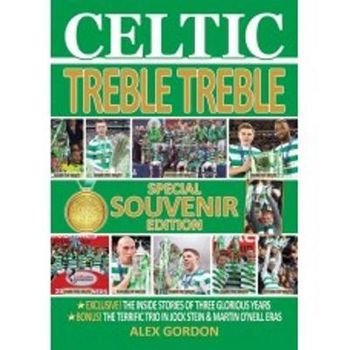 CELTIC
TREBLE TREBLE
SPECIAL
SOUVENIR
EDITION
★ EXCLUSIVE! THE INSIDE STORIES OF THREE GLORIOUS YEARS
★ BONUS! THE TERRIFIC TRIO IN JOCK STEIN & MARTIN O'NEILL ERAS
ALEX GORDON